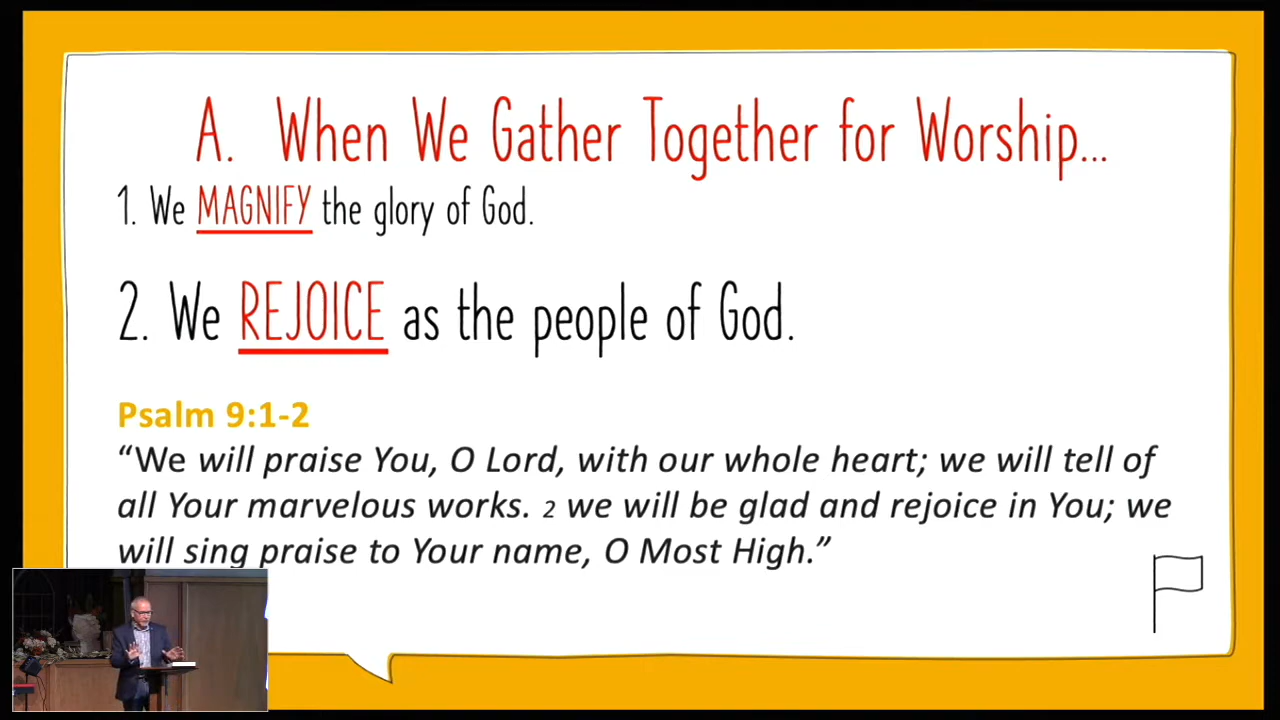 A. When We Gather Together for Worship...
1. We MAGNIFY the glory of God.
2. We REJOICE as the people of God.
Psalm 9:1-2
“We will praise You, O Lord, with our whole heart; we will tell of
all Your marvelous works. 2 we will be glad and rejoice in You; we
will sing praise to Your name, O Most High.”